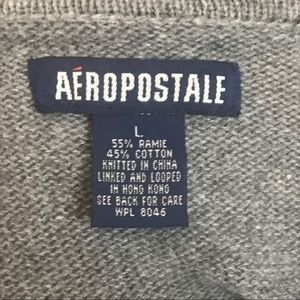 AÉROPOSTALE
L
55% RAMIE
45% COTTON
KNITTED IN CHINA
LINKED AND LOOPED
IN HONG KONG
SEE BACK FOR CARE
WPL 8046